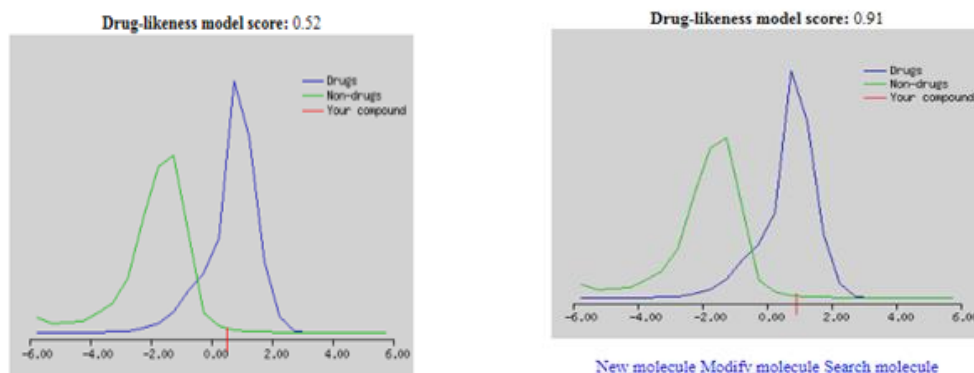 Drug-likeness model score: 0.52
Drugs
Non-drugs
Your compound
-6.00 -4.00 -2.00 0.00 2.00 4.00 6.00
Drug-likeness model score: 0.91
Drugs
Non-drugs
Your compound
-6.00 -4.00 -2.00 0.00 2.00 4.00 6.00
New molecule Modify molecule Search molecule